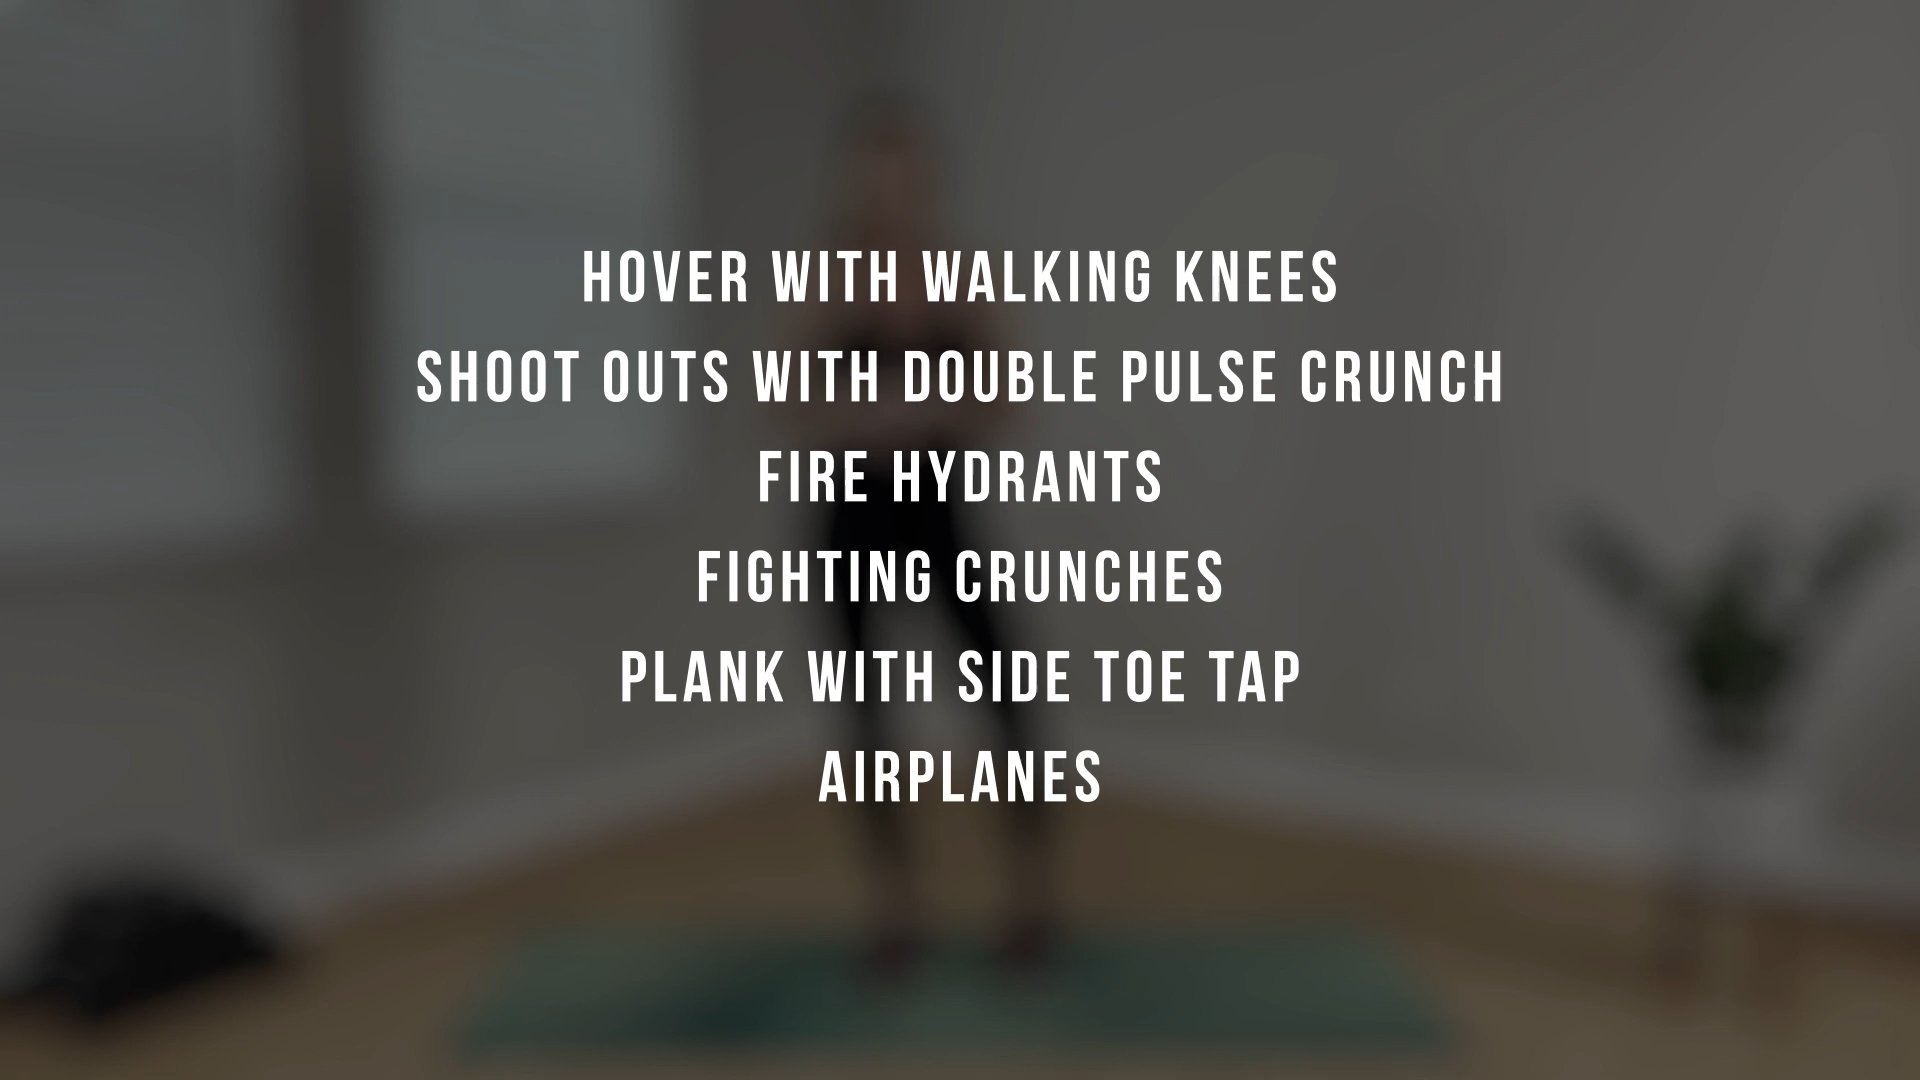 HOVER WITH WALKING KNEES
SHOOT OUTS WITH DOUBLE PULSE CRUNCH
FIRE HYDRANTS
FIGHTING CRUNCHES
PLANK WITH SIDE TOE TAP
AIRPLANES